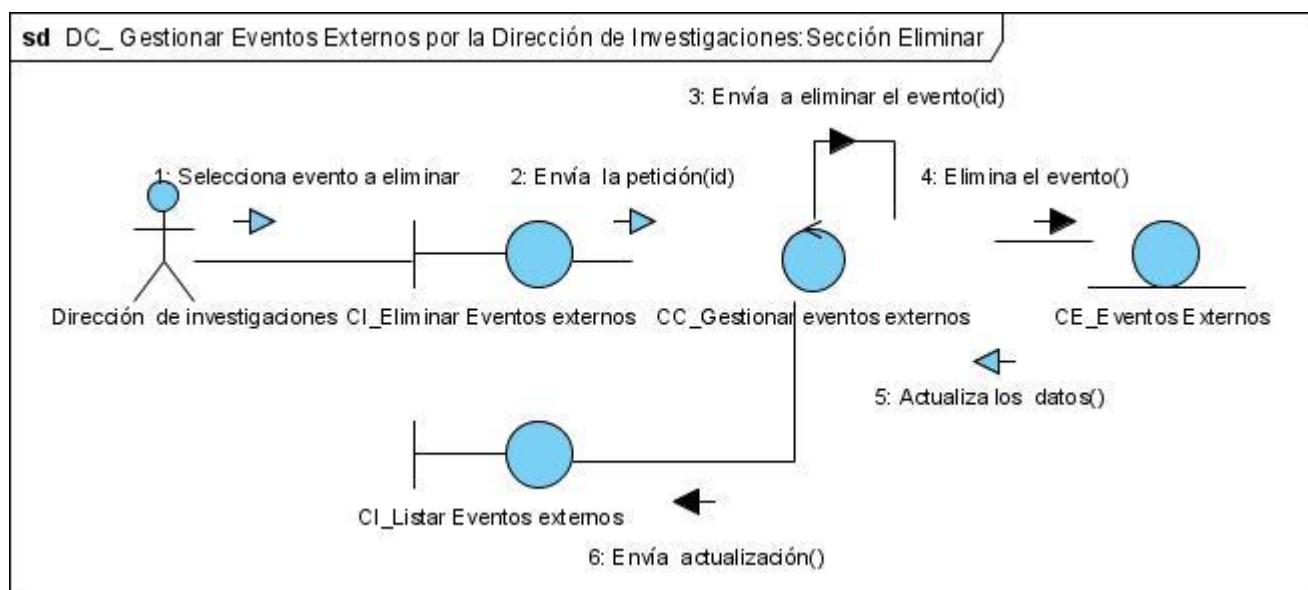 sd DC_ Gestionar Eventos Externos por la Dirección de Investigaciones:Sección Eliminar
3: Envía a eliminar el evento(id)
1: Selecciona evento a eliminar
2: Envía la petición(id)
4: Elimina el evento()
Dirección de investigaciones
CI_Eliminar Eventos externos
CC_Gestionar eventos externos
CE_Eventos Externos
5: Actualiza los datos()
CI_Listar Eventos externos
6: Envía actualización()